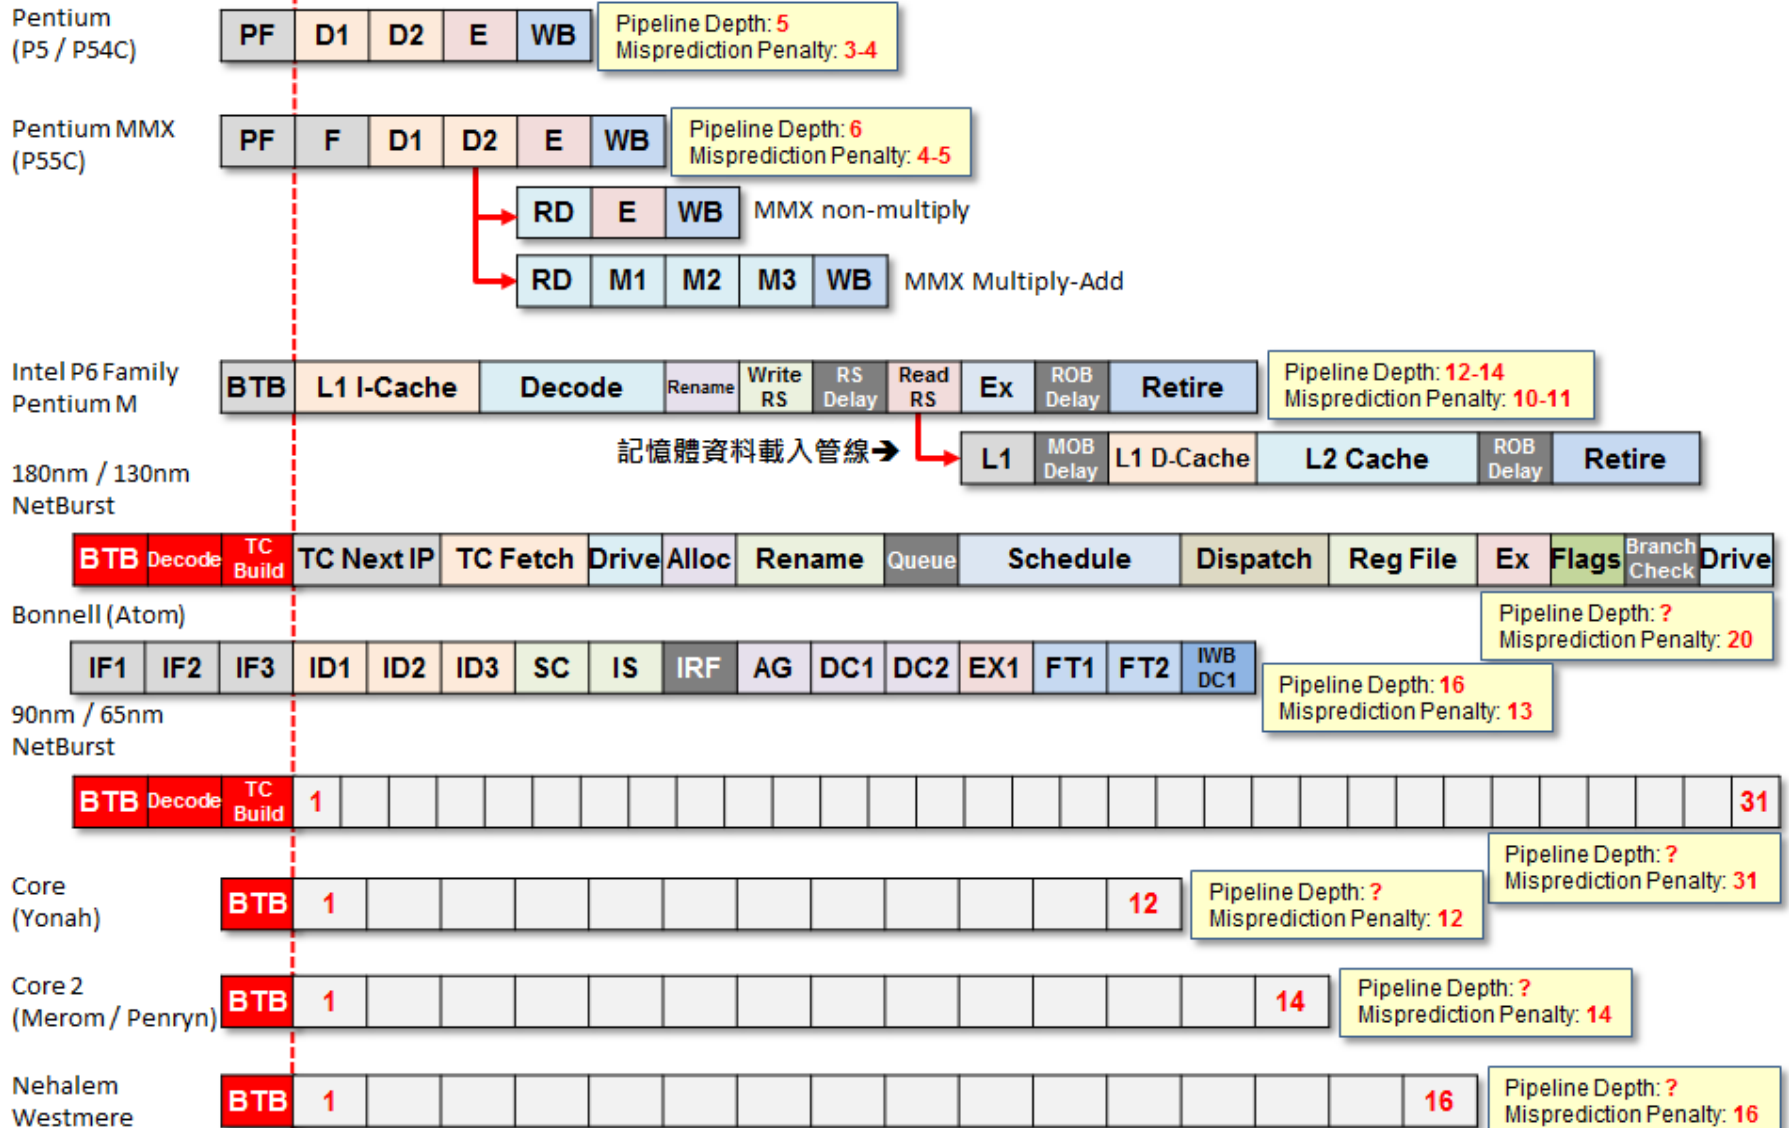 Pentium
(P5 / P54C)
PF D1 D2 E WB
Pipeline Depth: 5
Misprediction Penalty: 3-4
Pentium MMX
(P55C)
PF F D1 D2 E WB
Pipeline Depth: 6
Misprediction Penalty: 4-5
RD E WB MMX non-multiply
RD M1 M2 M3 WB MMX Multiply-Add
Intel P6 Family
Pentium M
BTB L1 I-Cache Decode Rename Write RS RS Delay Read RS Ex ROB Delay Retire
Pipeline Depth: 12-14
Misprediction Penalty: 10-11
記憶體資料載入管線➔
L1 MOB Delay L1 D-Cache L2 Cache ROB Delay Retire
180nm / 130nm
NetBurst
BTB Decode TC Build TC Next IP TC Fetch Drive Alloc Rename Queue Schedule Dispatch Reg File Ex Flags Branch Check Drive
Pipeline Depth: ?
Misprediction Penalty: 20
Bonnell (Atom)
IF1 IF2 IF3 ID1 ID2 ID3 SC IS IRF AG DC1 DC2 EX1 FT1 FT2 IWB DC1
Pipeline Depth: 16
Misprediction Penalty: 13
90nm / 65nm
NetBurst
BTB Decode TC Build 1 31
Pipeline Depth: ?
Misprediction Penalty: 31
Core
(Yonah)
BTB 1 12
Pipeline Depth: ?
Misprediction Penalty: 12
Core 2
(Merom / Penryn)
BTB 1 14
Pipeline Depth: ?
Misprediction Penalty: 14
Nehalem
Westmere
BTB 1 16
Pipeline Depth: ?
Misprediction Penalty: 16